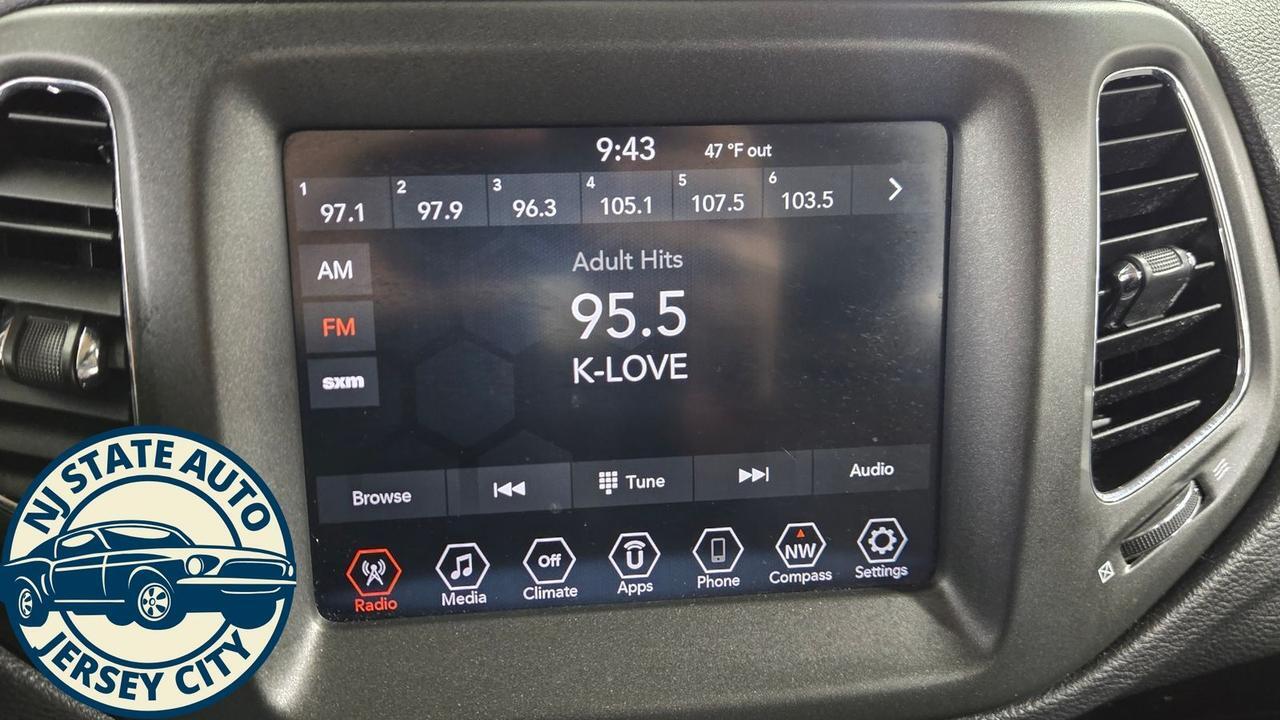 9:43 47 °F out
1 97.1 2 97.9 3 96.3 4 105.1 5 107.5 6 103.5
AM
FM
sxm
Adult Hits
95.5
K-LOVE
Browse Tune Audio
Off NW
Radio Media Climate Apps Phone Compass Settings
NJ STATE AUTO
JERSEY CITY